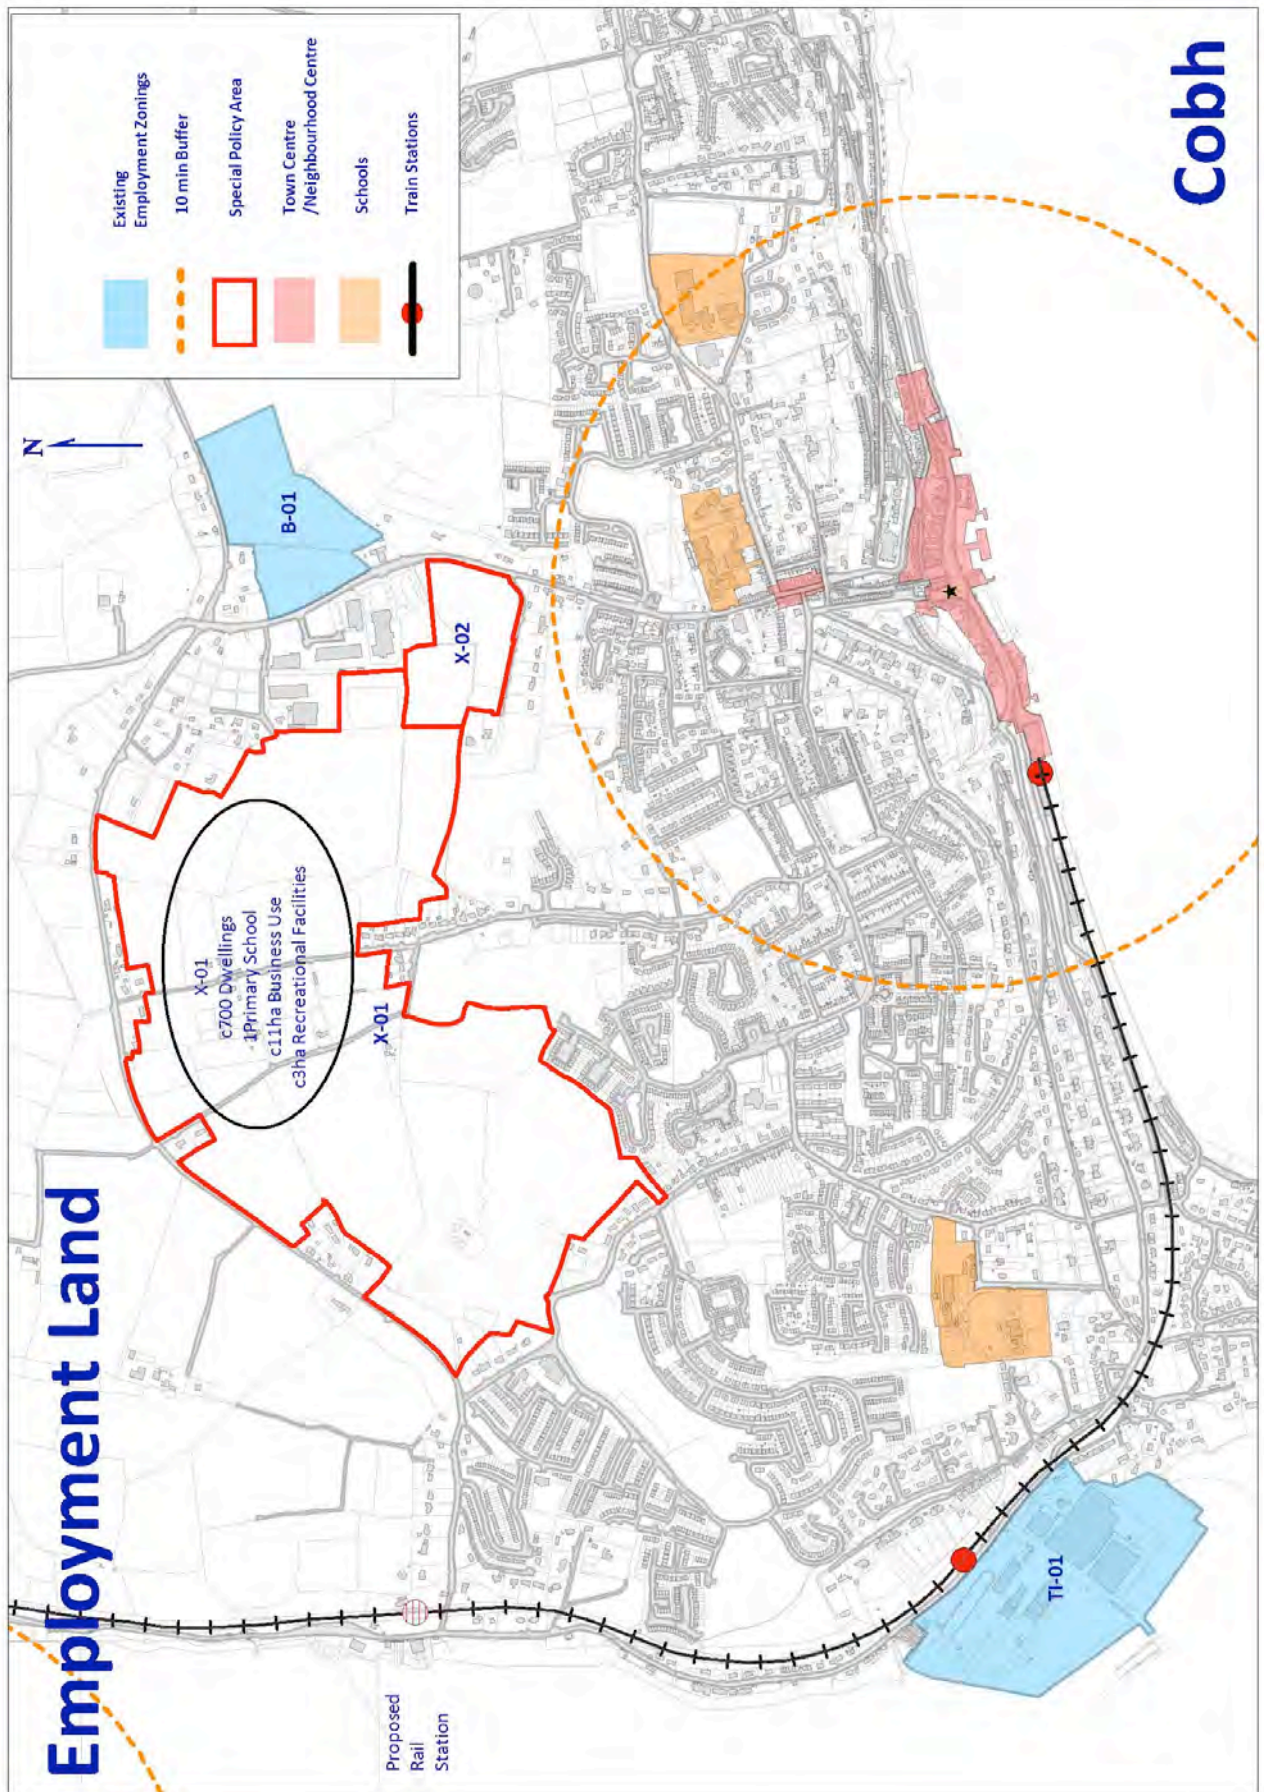 Employment Land
Existing
Employment Zonings
10 min Buffer
Special Policy Area
Town Centre
/Neighbourhood Centre
Schools
Train Stations
N
B-01
X-02
X-01
c700 Dwellings
1Primary School
c11ha Business Use
c3ha Recreational Facilities
X-01
Proposed
Rail
Station
TI-01
Cobh